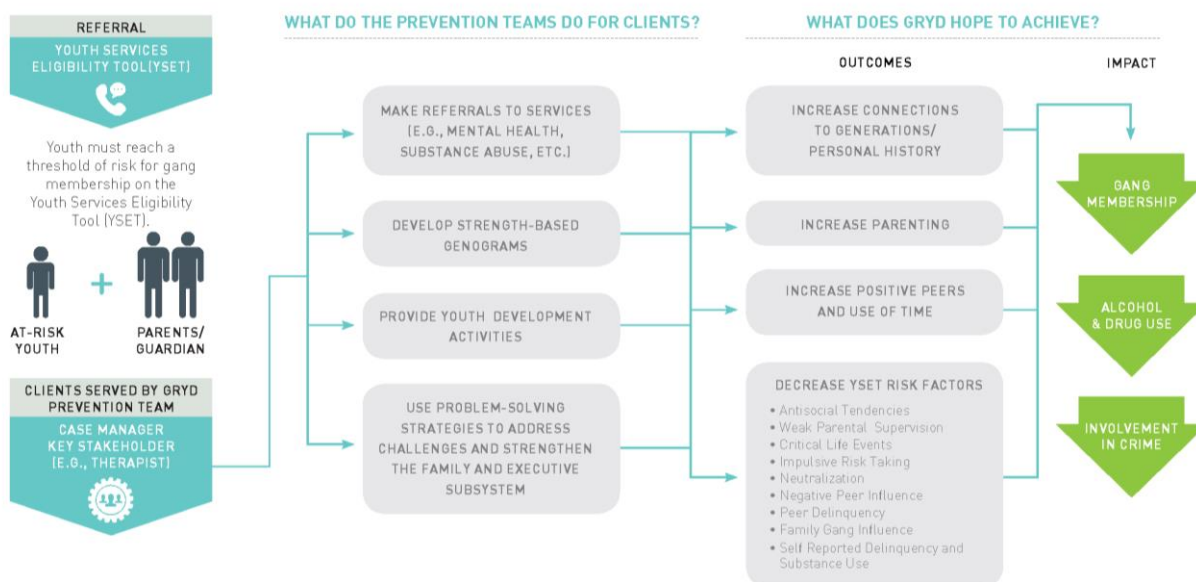 REFERRAL
YOUTH SERVICES
ELIGIBILITY TOOL(YSET)
Youth must reach a
threshold of risk for gang
membership on the
Youth Services Eligibility
Tool (YSET).
AT-RISK
YOUTH
+
PARENTS/
GUARDIAN
CLIENTS SERVED BY GRYD
PREVENTION TEAM
CASE MANAGER
KEY STAKEHOLDER
(E.G., THERAPIST)
WHAT DO THE PREVENTION TEAMS DO FOR CLIENTS?
MAKE REFERRALS TO SERVICES
(E.G., MENTAL HEALTH,
SUBSTANCE ABUSE, ETC.)
DEVELOP STRENGTH-BASED
GENOGRAMS
PROVIDE YOUTH DEVELOPMENT
ACTIVITIES
USE PROBLEM-SOLVING
STRATEGIES TO ADDRESS
CHALLENGES AND STRENGTHEN
THE FAMILY AND EXECUTIVE
SUBSYSTEM
WHAT DOES GRYD HOPE TO ACHIEVE?
OUTCOMES
INCREASE CONNECTIONS
TO GENERATIONS/
PERSONAL HISTORY
INCREASE PARENTING
INCREASE POSITIVE PEERS
AND USE OF TIME
DECREASE YSET RISK FACTORS
• Antisocial Tendencies
• Weak Parental Supervision
• Critical Life Events
• Impulsive Risk Taking
• Neutralization
• Negative Peer Influence
• Peer Delinquency
• Family Gang Influence
• Self Reported Delinquency and
Substance Use
IMPACT
GANG
MEMBERSHIP
ALCOHOL
& DRUG USE
INVOLVEMENT
IN CRIME